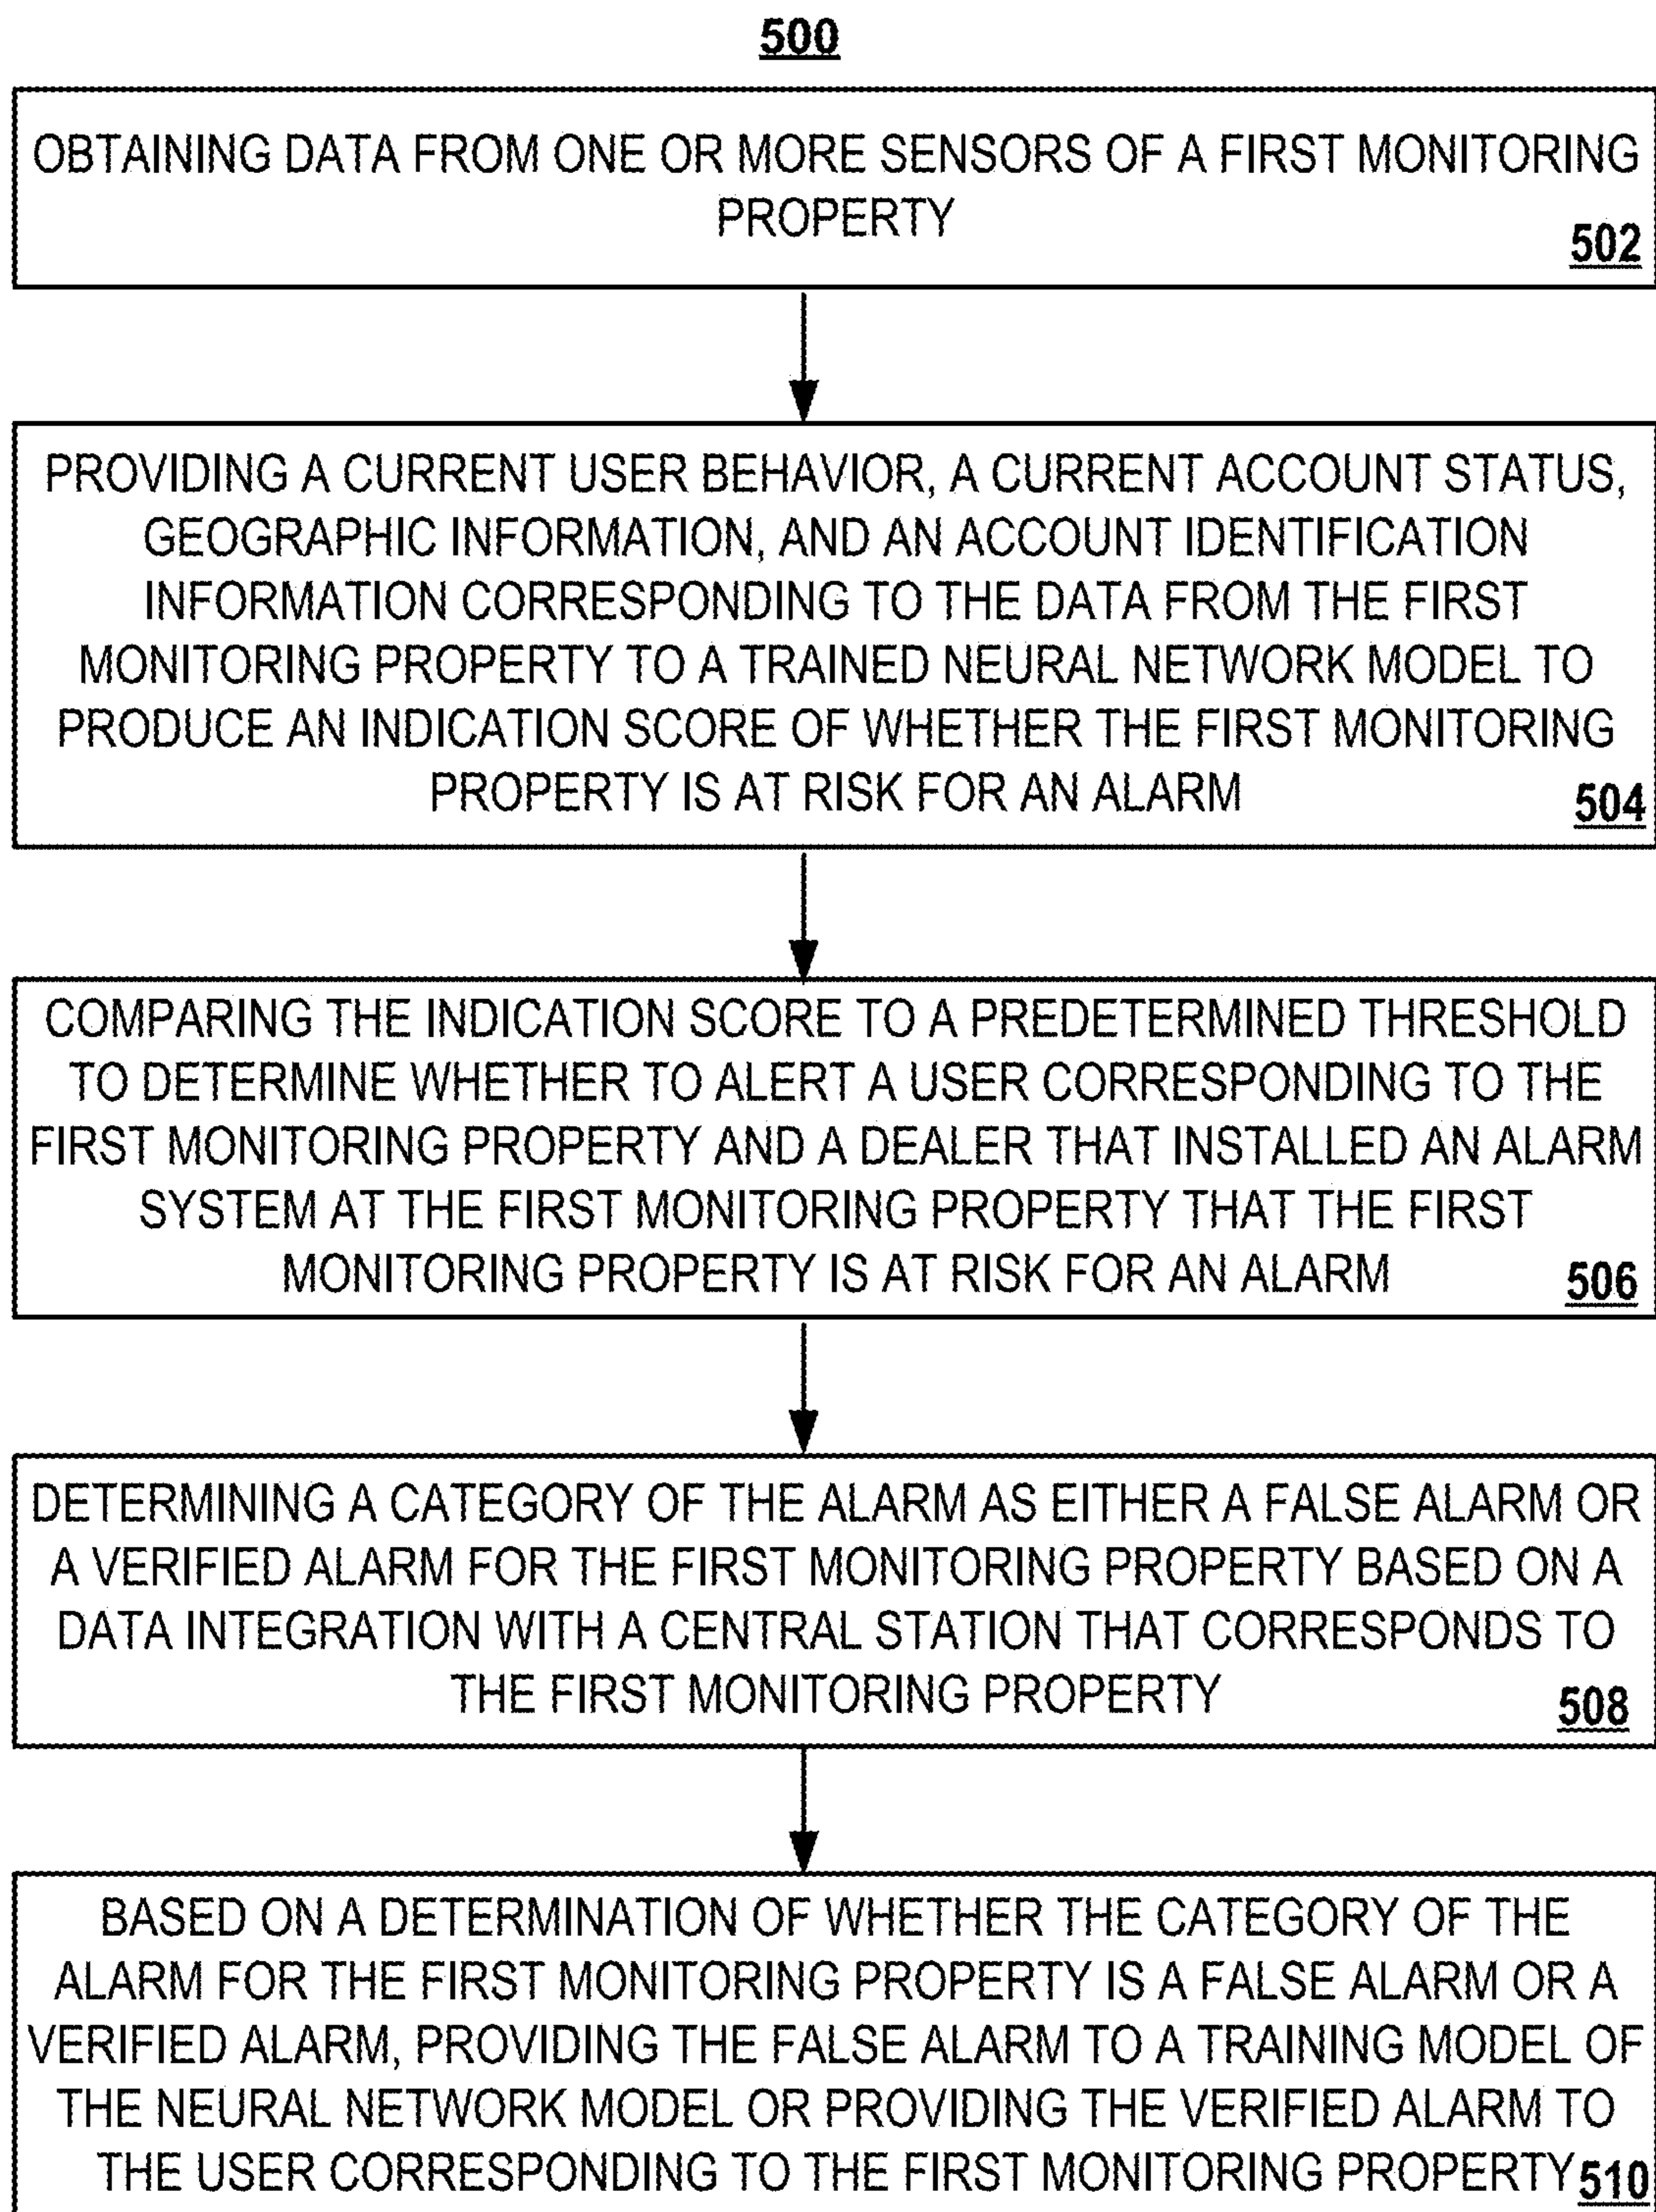 500
OBTAINING DATA FROM ONE OR MORE SENSORS OF A FIRST MONITORING
PROPERTY
502
PROVIDING A CURRENT USER BEHAVIOR, A CURRENT ACCOUNT STATUS,
GEOGRAPHIC INFORMATION, AND AN ACCOUNT IDENTIFICATION
INFORMATION CORRESPONDING TO THE DATA FROM THE FIRST
MONITORING PROPERTY TO A TRAINED NEURAL NETWORK MODEL TO
PRODUCE AN INDICATION SCORE OF WHETHER THE FIRST MONITORING
PROPERTY IS AT RISK FOR AN ALARM
504
COMPARING THE INDICATION SCORE TO A PREDETERMINED THRESHOLD
TO DETERMINE WHETHER TO ALERT A USER CORRESPONDING TO THE
FIRST MONITORING PROPERTY AND A DEALER THAT INSTALLED AN ALARM
SYSTEM AT THE FIRST MONITORING PROPERTY THAT THE FIRST
MONITORING PROPERTY IS AT RISK FOR AN ALARM
506
DETERMINING A CATEGORY OF THE ALARM AS EITHER A FALSE ALARM OR
A VERIFIED ALARM FOR THE FIRST MONITORING PROPERTY BASED ON A
DATA INTEGRATION WITH A CENTRAL STATION THAT CORRESPONDS TO
THE FIRST MONITORING PROPERTY
508
BASED ON A DETERMINATION OF WHETHER THE CATEGORY OF THE
ALARM FOR THE FIRST MONITORING PROPERTY IS A FALSE ALARM OR A
VERIFIED ALARM, PROVIDING THE FALSE ALARM TO A TRAINING MODEL OF
THE NEURAL NETWORK MODEL OR PROVIDING THE VERIFIED ALARM TO
THE USER CORRESPONDING TO THE FIRST MONITORING PROPERTY 510